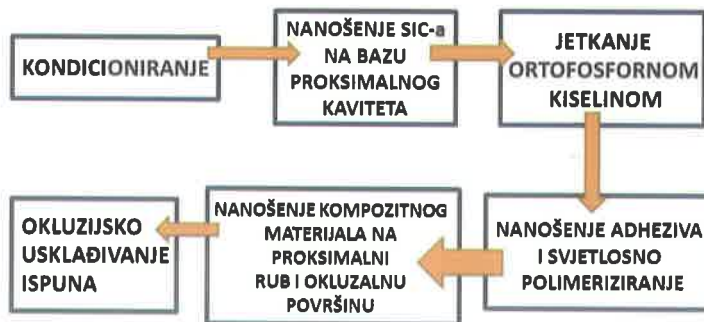 KONDICIONIRANJE
NANOŠENJE SIC-a
NA BAZU
PROKSIMALNOG
KAVITETA
JETKANJE
ORTOFOSFORNOM
KISELINOM
NANOŠENJE ADHEZIVA
I SVJETLOSNO
POLIMERIZIRANJE
NANOŠENJE KOMPOZITNOG
MATERIJALA NA
PROKSIMALNI
RUB I OKLUZALNU
POVRŠINU
OKLUZIJSKO
USKLAĐIVANJE
ISPUNA